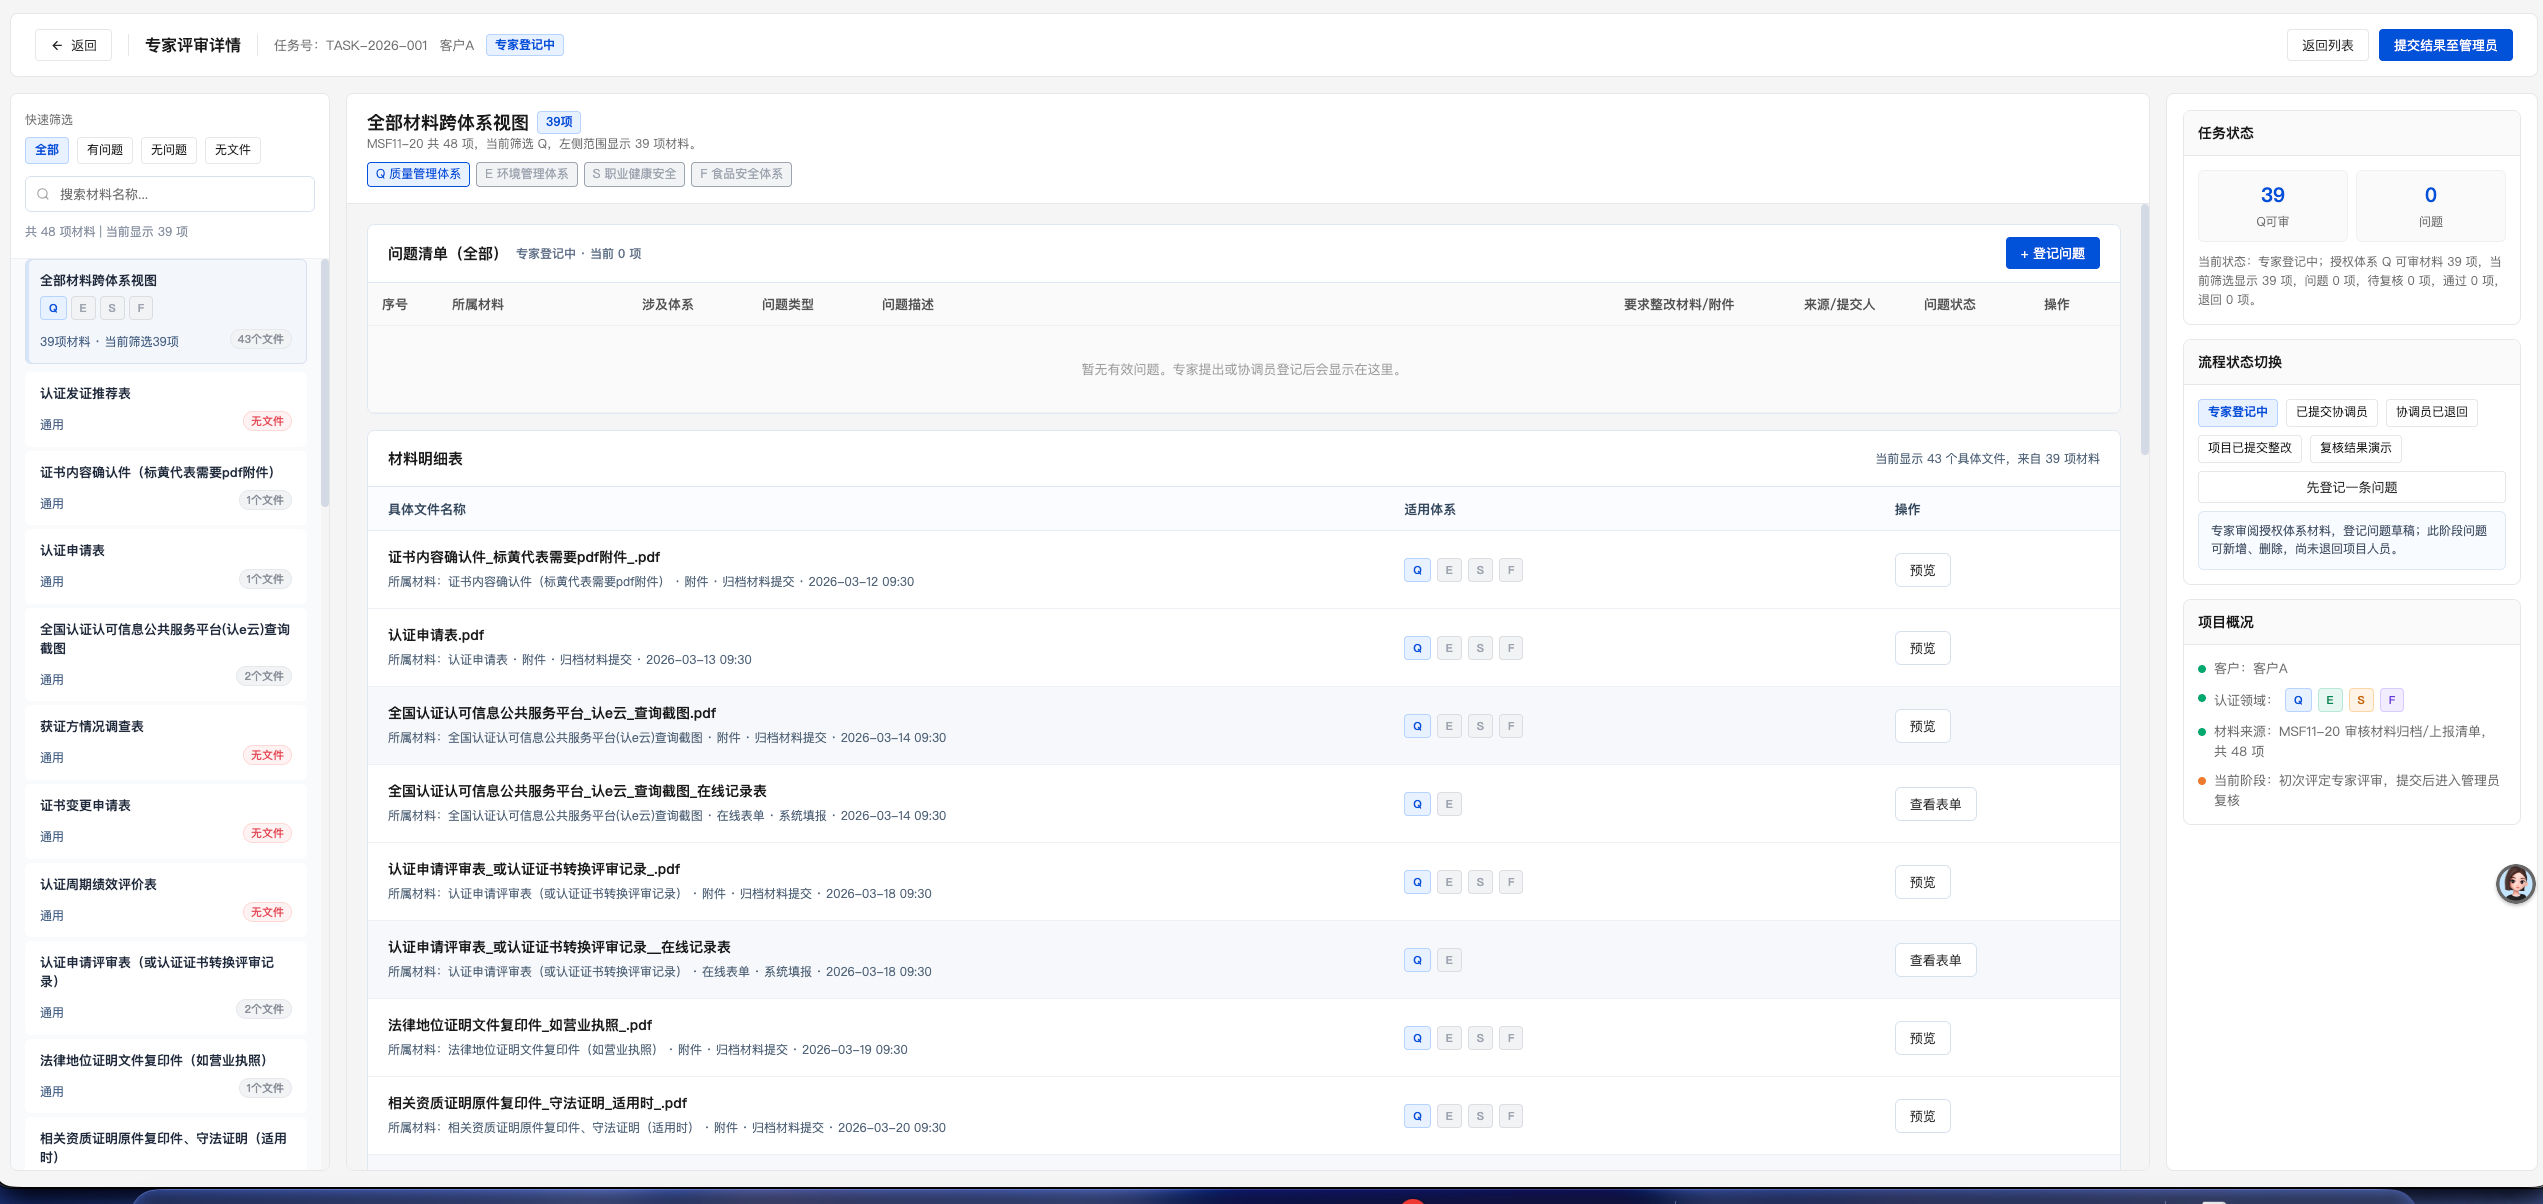 返回
专家评审详情
任务号：TASK-2026-001 客户A 专家登记中
返回列表
提交结果至管理员
快速筛选
全部 有问题 无问题 无文件
搜索材料名称...
共 48 项材料 | 当前显示 39 项
全部材料跨体系视图
Q E S F
39项材料 · 当前筛选39项 43个文件
认证发证推荐表
通用 无文件
证书内容确认件（标黄代表需要pdf附件）
通用 1个文件
认证申请表
通用 1个文件
全国认证认可信息公共服务平台(认e云)查询
截图
通用 2个文件
获证方情况调查表
通用 无文件
证书变更申请表
通用 无文件
认证周期绩效评价表
通用 无文件
认证申请评审表（或认证证书转换评审记
录）
通用 2个文件
法律地位证明文件复印件（如营业执照）
通用 1个文件
相关资质证明原件复印件、守法证明（适用
时）
全部材料跨体系视图 39项
MSF11-20 共 48 项，当前筛选 Q，左侧范围显示 39 项材料。
Q 质量管理体系 E 环境管理体系 S 职业健康安全 F 食品安全体系
问题清单（全部） 专家登记中 · 当前 0 项 + 登记问题
序号 所属材料 涉及体系 问题类型 问题描述 要求整改材料/附件 来源/提交人 问题状态 操作
暂无有效问题。专家提出或协调员登记后会显示在这里。
材料明细表 当前显示 43 个具体文件，来自 39 项材料
具体文件名称 适用体系 操作
证书内容确认件_标黄代表需要pdf附件_.pdf
所属材料：证书内容确认件（标黄代表需要pdf附件） · 附件 · 归档材料提交 · 2026-03-12 09:30
Q E S F 预览
认证申请表.pdf
所属材料：认证申请表 · 附件 · 归档材料提交 · 2026-03-13 09:30
Q E S F 预览
全国认证认可信息公共服务平台_认e云_查询截图.pdf
所属材料：全国认证认可信息公共服务平台(认e云)查询截图 · 附件 · 归档材料提交 · 2026-03-14 09:30
Q E S F 预览
全国认证认可信息公共服务平台_认e云_查询截图_在线记录表
所属材料：全国认证认可信息公共服务平台(认e云)查询截图 · 在线表单 · 系统填报 · 2026-03-14 09:30
Q E 查看表单
认证申请评审表_或认证证书转换评审记录_.pdf
所属材料：认证申请评审表（或认证证书转换评审记录） · 附件 · 归档材料提交 · 2026-03-18 09:30
Q E S F 预览
认证申请评审表_或认证证书转换评审记录__在线记录表
所属材料：认证申请评审表（或认证证书转换评审记录） · 在线表单 · 系统填报 · 2026-03-18 09:30
Q E 查看表单
法律地位证明文件复印件_如营业执照_.pdf
所属材料：法律地位证明文件复印件（如营业执照） · 附件 · 归档材料提交 · 2026-03-19 09:30
Q E S F 预览
相关资质证明原件复印件_守法证明_适用时_.pdf
所属材料：相关资质证明原件复印件、守法证明（适用时） · 附件 · 归档材料提交 · 2026-03-20 09:30
Q E S F 预览
任务状态
39 0
Q可审 问题
当前状态：专家登记中；授权体系 Q 可审材料 39 项，当
前筛选显示 39 项，问题 0 项，待复核 0 项，通过 0 项，
退回 0 项。
流程状态切换
专家登记中 已提交协调员 协调员已退回
项目已提交整改 复核结果演示
先登记一条问题
专家审阅授权体系材料，登记问题草稿；此阶段问题
可新增、删除，尚未退回项目人员。
项目概况
客户：客户A
认证领域： Q E S F
材料来源：MSF11-20 审核材料归档/上报清单，
共 48 项
当前阶段：初次评定专家评审，提交后进入管理员
复核